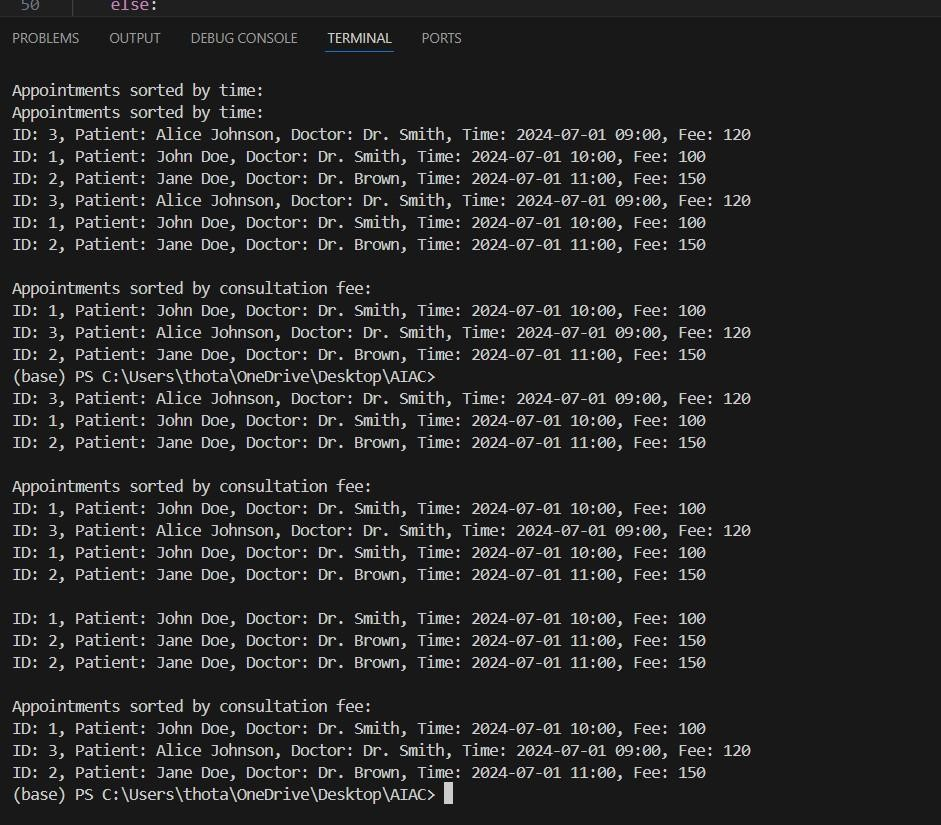 50 else:
PROBLEMS OUTPUT DEBUG CONSOLE TERMINAL PORTS
Appointments sorted by time:
Appointments sorted by time:
ID: 3, Patient: Alice Johnson, Doctor: Dr. Smith, Time: 2024-07-01 09:00, Fee: 120
ID: 1, Patient: John Doe, Doctor: Dr. Smith, Time: 2024-07-01 10:00, Fee: 100
ID: 2, Patient: Jane Doe, Doctor: Dr. Brown, Time: 2024-07-01 11:00, Fee: 150
ID: 3, Patient: Alice Johnson, Doctor: Dr. Smith, Time: 2024-07-01 09:00, Fee: 120
ID: 1, Patient: John Doe, Doctor: Dr. Smith, Time: 2024-07-01 10:00, Fee: 100
ID: 2, Patient: Jane Doe, Doctor: Dr. Brown, Time: 2024-07-01 11:00, Fee: 150
Appointments sorted by consultation fee:
ID: 1, Patient: John Doe, Doctor: Dr. Smith, Time: 2024-07-01 10:00, Fee: 100
ID: 3, Patient: Alice Johnson, Doctor: Dr. Smith, Time: 2024-07-01 09:00, Fee: 120
ID: 2, Patient: Jane Doe, Doctor: Dr. Brown, Time: 2024-07-01 11:00, Fee: 150
(base) PS C:\Users\thota\OneDrive\Desktop\AIAC>
ID: 3, Patient: Alice Johnson, Doctor: Dr. Smith, Time: 2024-07-01 09:00, Fee: 120
ID: 1, Patient: John Doe, Doctor: Dr. Smith, Time: 2024-07-01 10:00, Fee: 100
ID: 2, Patient: Jane Doe, Doctor: Dr. Brown, Time: 2024-07-01 11:00, Fee: 150
Appointments sorted by consultation fee:
ID: 1, Patient: John Doe, Doctor: Dr. Smith, Time: 2024-07-01 10:00, Fee: 100
ID: 3, Patient: Alice Johnson, Doctor: Dr. Smith, Time: 2024-07-01 09:00, Fee: 120
ID: 1, Patient: John Doe, Doctor: Dr. Smith, Time: 2024-07-01 10:00, Fee: 100
ID: 2, Patient: Jane Doe, Doctor: Dr. Brown, Time: 2024-07-01 11:00, Fee: 150
ID: 1, Patient: John Doe, Doctor: Dr. Smith, Time: 2024-07-01 10:00, Fee: 100
ID: 2, Patient: Jane Doe, Doctor: Dr. Brown, Time: 2024-07-01 11:00, Fee: 150
ID: 2, Patient: Jane Doe, Doctor: Dr. Brown, Time: 2024-07-01 11:00, Fee: 150
Appointments sorted by consultation fee:
ID: 1, Patient: John Doe, Doctor: Dr. Smith, Time: 2024-07-01 10:00, Fee: 100
ID: 3, Patient: Alice Johnson, Doctor: Dr. Smith, Time: 2024-07-01 09:00, Fee: 120
ID: 2, Patient: Jane Doe, Doctor: Dr. Brown, Time: 2024-07-01 11:00, Fee: 150
(base) PS C:\Users\thota\OneDrive\Desktop\AIAC>